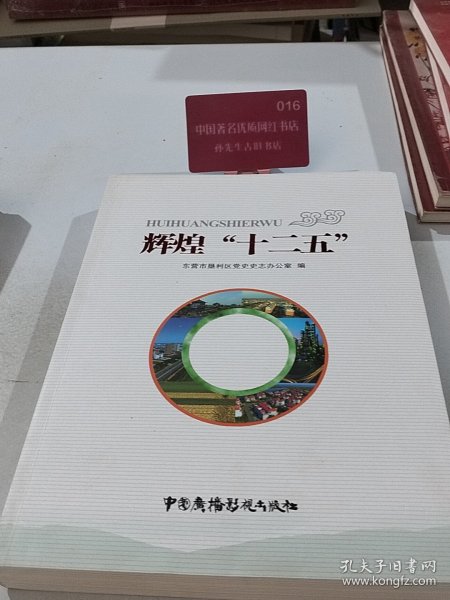 016
中国著名优质网红书店
孙先生古旧书店
HUIHUANGSHIERWU
辉煌“十二五”
东营市垦利区党史史志办公室 编
中国广播影视出版社
孔夫子旧书网
www.kongfz.com